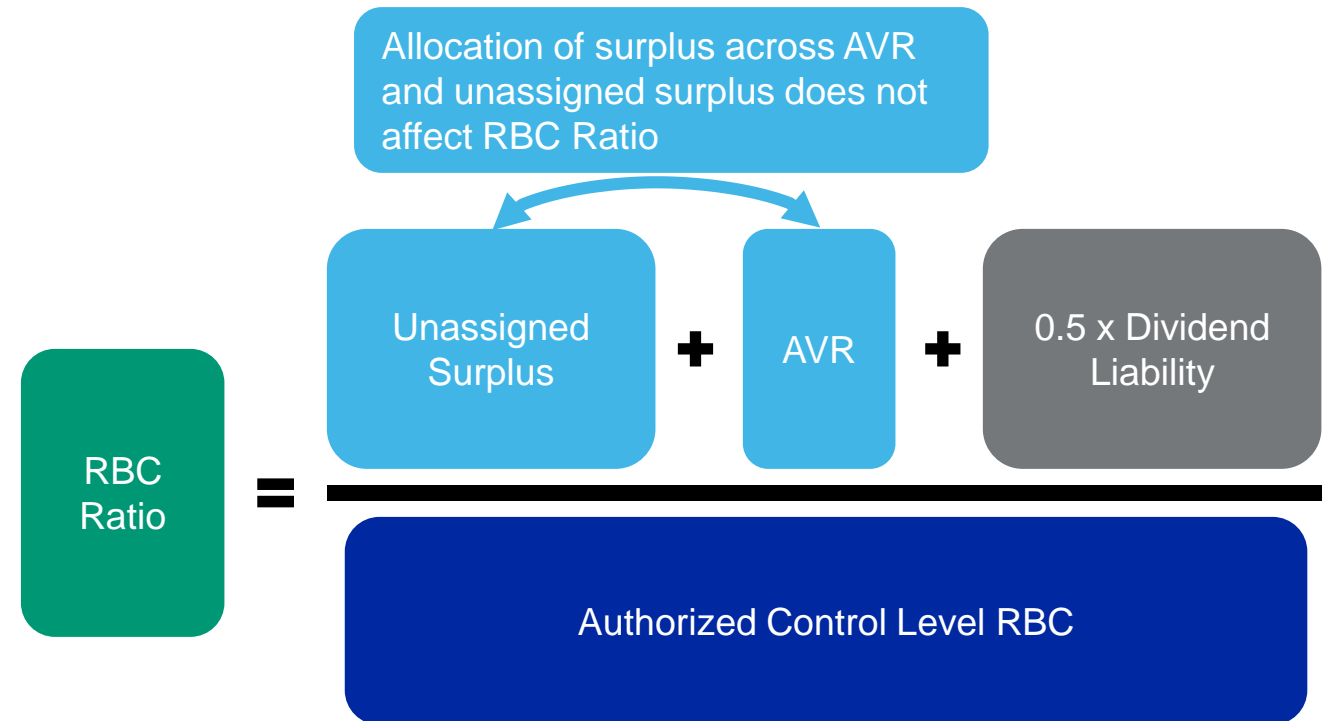 Allocation of surplus across AVR
and unassigned surplus does not
affect RBC Ratio
Unassigned
Surplus
+
AVR
+
0.5 x Dividend
Liability
RBC
Ratio
=
Authorized Control Level RBC